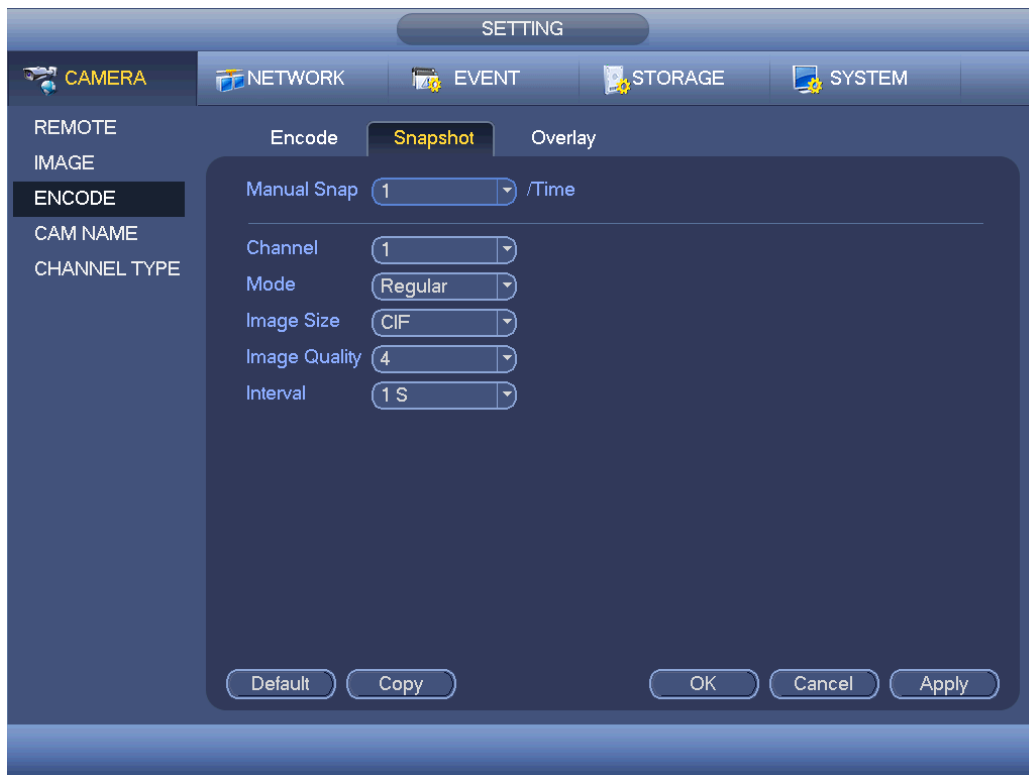 SETTING
CAMERA NETWORK EVENT STORAGE SYSTEM
REMOTE
IMAGE
ENCODE
CAM NAME
CHANNEL TYPE
Encode Snapshot Overlay
Manual Snap 1 /Time
Channel 1
Mode Regular
Image Size CIF
Image Quality 4
Interval 1 S
Default Copy OK Cancel Apply